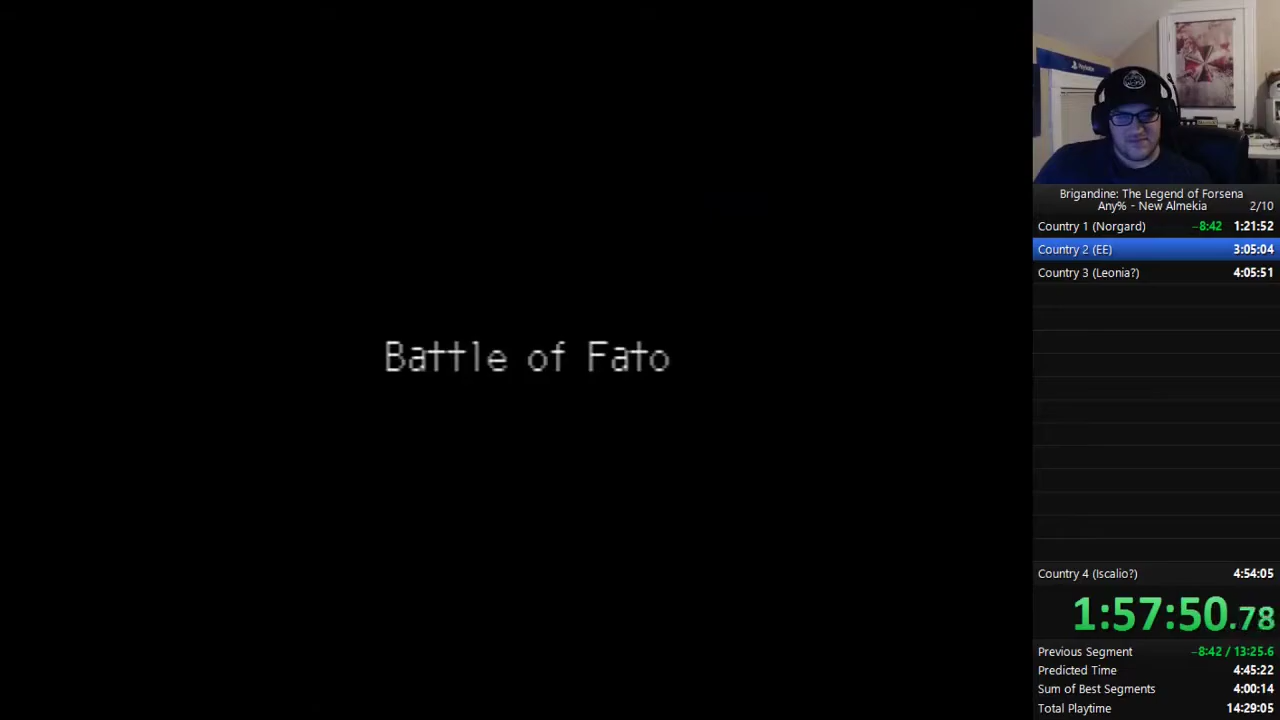 Battle of Fato
PlayStation
Brigandine: The Legend of Forsena
Any% - New Almekia 2/10
Country 1 (Norgard) -8:42 1:21:52
Country 2 (EE) 3:05:04
Country 3 (Leonia?) 4:05:51
Country 4 (Iscalio?) 4:54:05
1:57:50.78
Previous Segment -8:42 / 13:25.6
Predicted Time 4:45:22
Sum of Best Segments 4:00:14
Total Playtime 14:29:05